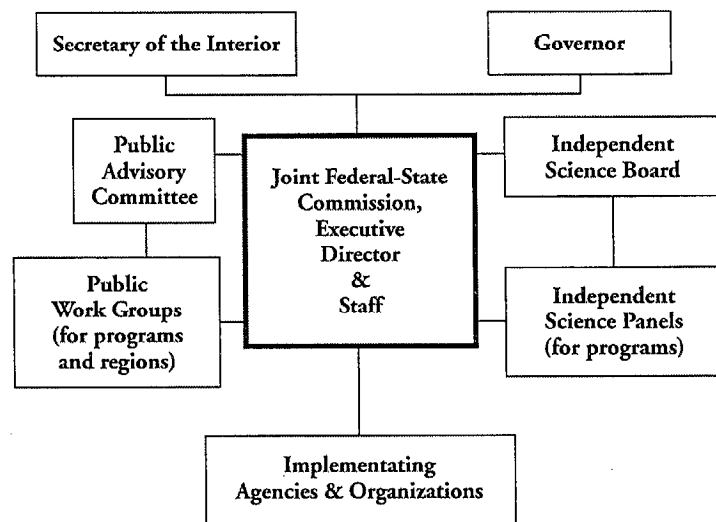 Secretary of the Interior
Governor
Public
Advisory
Committee
Joint Federal-State
Commission,
Executive
Director
&
Staff
Independent
Science Board
Public
Work Groups
(for programs
and regions)
Independent
Science Panels
(for programs)
Implementating
Agencies & Organizations